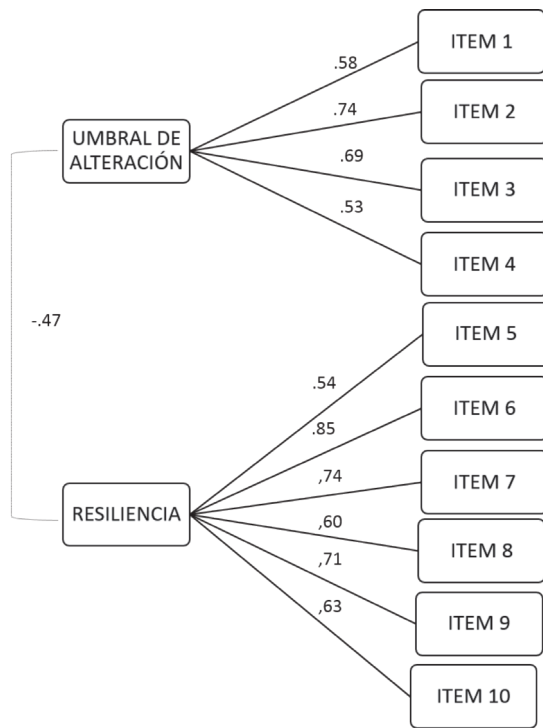 ITEM 1
.58
ITEM 2
.74
UMBRAL DE
ALTERACIÓN
.69
ITEM 3
.53
ITEM 4
-.47
ITEM 5
.54
ITEM 6
.85
,74
ITEM 7
RESILIENCIA
,60
ITEM 8
,71
ITEM 9
,63
ITEM 10